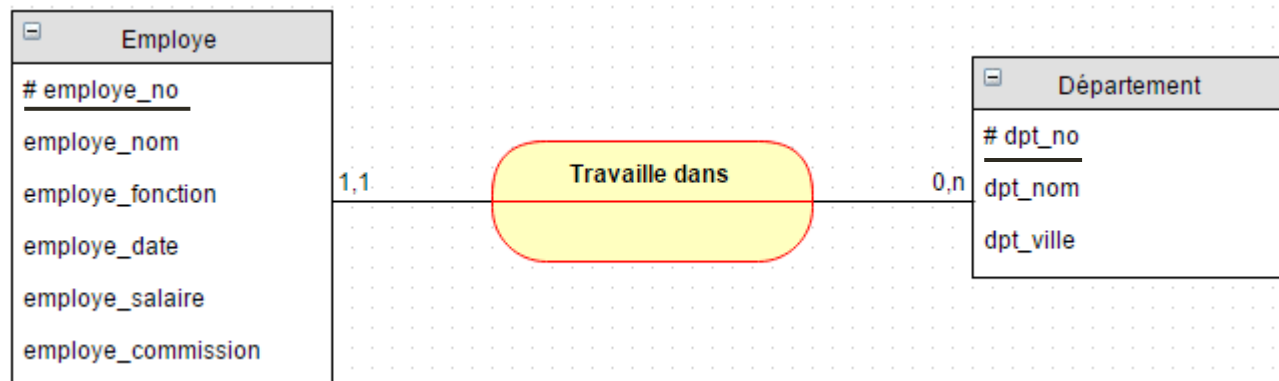 Employe
# employe_no
employe_nom
employe_fonction
employe_date
employe_salaire
employe_commission
1,1
Travaille dans
0,n
Département
# dpt_no
dpt_nom
dpt_ville